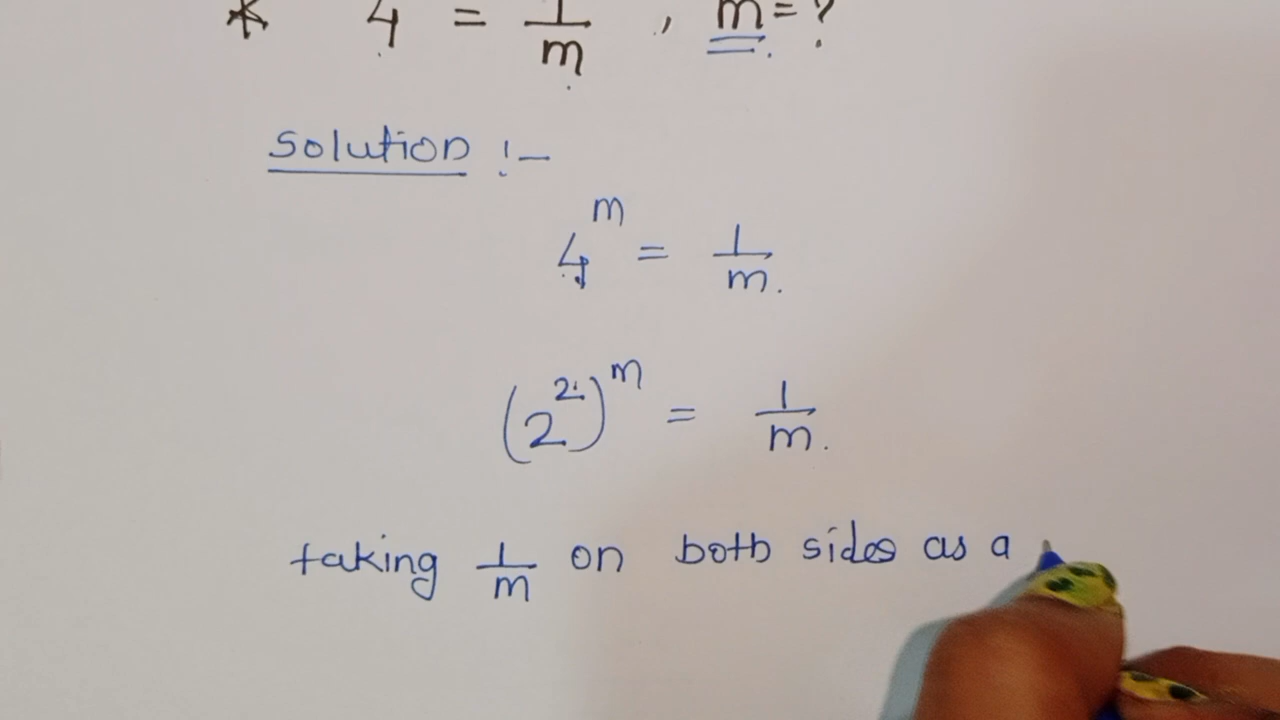 * 4 = 1/m , m = ?
Solution :-
4^m = 1/m.
(2^2)^m = 1/m.
taking 1/m on both sides as a